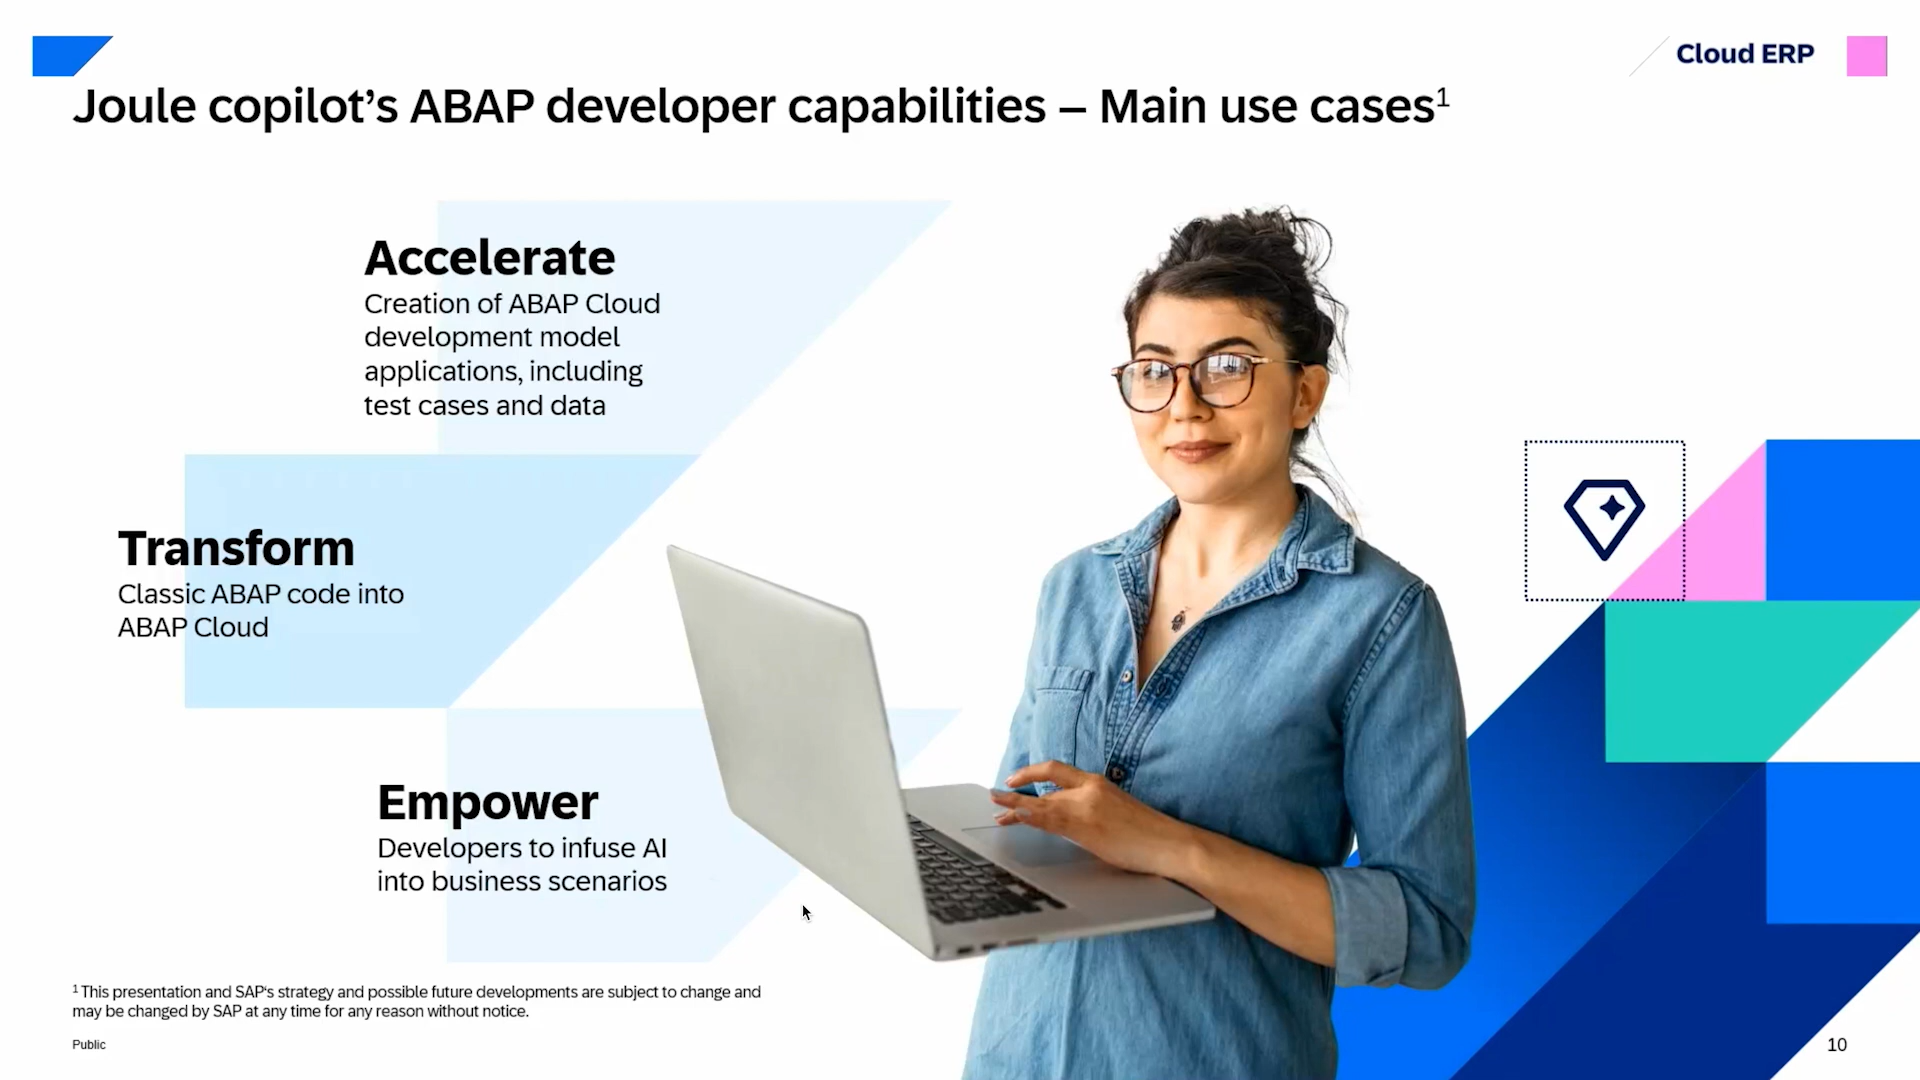 Cloud ERP
Joule copilot’s ABAP developer capabilities – Main use cases¹
Accelerate
Creation of ABAP Cloud
development model
applications, including
test cases and data
Transform
Classic ABAP code into
ABAP Cloud
Empower
Developers to infuse AI
into business scenarios
¹ This presentation and SAP‘s strategy and possible future developments are subject to change and
may be changed by SAP at any time for any reason without notice.
Public
10